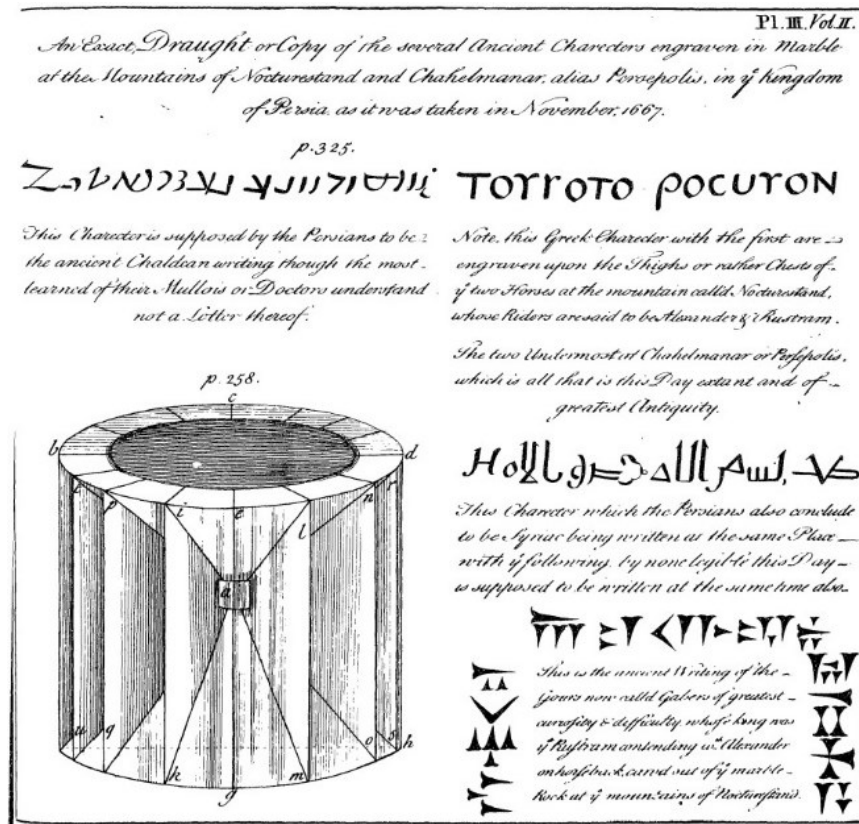 Pl. III. Vol. II.
An Exact Draught or Copy of the several Ancient Charecters engraven in Marble
at the Mountains of Nocturestand and Chahelmanar, alias Persepolis, in yᵉ Kingdom
of Persia, as it was taken in November, 1667.
p. 325.
This Charecter is supposed by the Persians to be
the ancient Chaldean writing though the most
learned of their Mullois or Doctors understand
not a Letter thereof.
ΤΟΥΓΟΤΟ ΡΟCUΓΟΝ
Note, this Greek Charecter with the first are
engraven upon the Thighs or rather Chests of
yᵉ two Horses at the mountain calld Nocturestand,
whose Riders are said to be Alexander & Rustram.
The two Undermost at Chahelmanar or Persepolis,
which is all that is this Day extant and of
greatest Antiquity.
This Charecter which the Persians also conclude
to be Syriac being written at the same Place
with yᵉ following, by none legible this Day
is supposed to be written at the same time also
This is the ancient Writing of the
Gours now calld Gabers of greatest
curiosity & difficulty, whose king was
yᵉ Rustram contending wᵗʰ Alexander
on horseback, carved out of yᵉ marble
Rock at yᵉ mountains of Nocturestand.
p. 258.
c
b
d
f
p
i
e
l
n
r
a
u
q
k
g
m
o
s
h